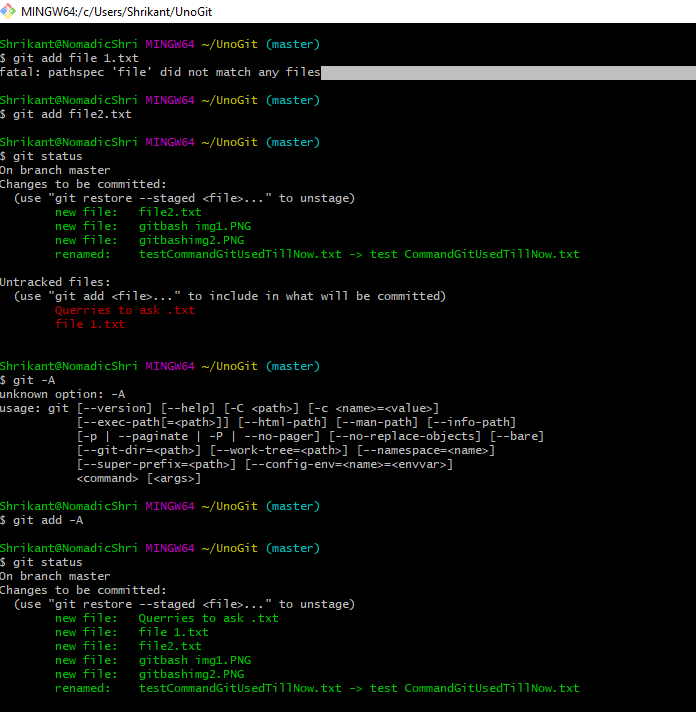 MINGW64:/c/Users/Shrikant/UnoGit
Shrikant@NomadicShri MINGW64 ~/UnoGit (master)
$ git add file 1.txt
fatal: pathspec 'file' did not match any files
Shrikant@NomadicShri MINGW64 ~/UnoGit (master)
$ git add file2.txt
Shrikant@NomadicShri MINGW64 ~/UnoGit (master)
$ git status
On branch master
Changes to be committed:
  (use "git restore --staged <file>..." to unstage)
        new file:   file2.txt
        new file:   gitbash img1.PNG
        new file:   gitbashimg2.PNG
        renamed:    testCommandGitUsedTillNow.txt -> test CommandGitUsedTillNow.txt
Untracked files:
  (use "git add <file>..." to include in what will be committed)
        Querries to ask .txt
        file 1.txt
Shrikant@NomadicShri MINGW64 ~/UnoGit (master)
$ git -A
unknown option: -A
usage: git [--version] [--help] [-C <path>] [-c <name>=<value>]
           [--exec-path[=<path>]] [--html-path] [--man-path] [--info-path]
           [-p | --paginate | -P | --no-pager] [--no-replace-objects] [--bare]
           [--git-dir=<path>] [--work-tree=<path>] [--namespace=<name>]
           [--super-prefix=<path>] [--config-env=<name>=<envvar>]
           <command> [<args>]
Shrikant@NomadicShri MINGW64 ~/UnoGit (master)
$ git add -A
Shrikant@NomadicShri MINGW64 ~/UnoGit (master)
$ git status
On branch master
Changes to be committed:
  (use "git restore --staged <file>..." to unstage)
        new file:   Querries to ask .txt
        new file:   file 1.txt
        new file:   file2.txt
        new file:   gitbash img1.PNG
        new file:   gitbashimg2.PNG
        renamed:    testCommandGitUsedTillNow.txt -> test CommandGitUsedTillNow.txt